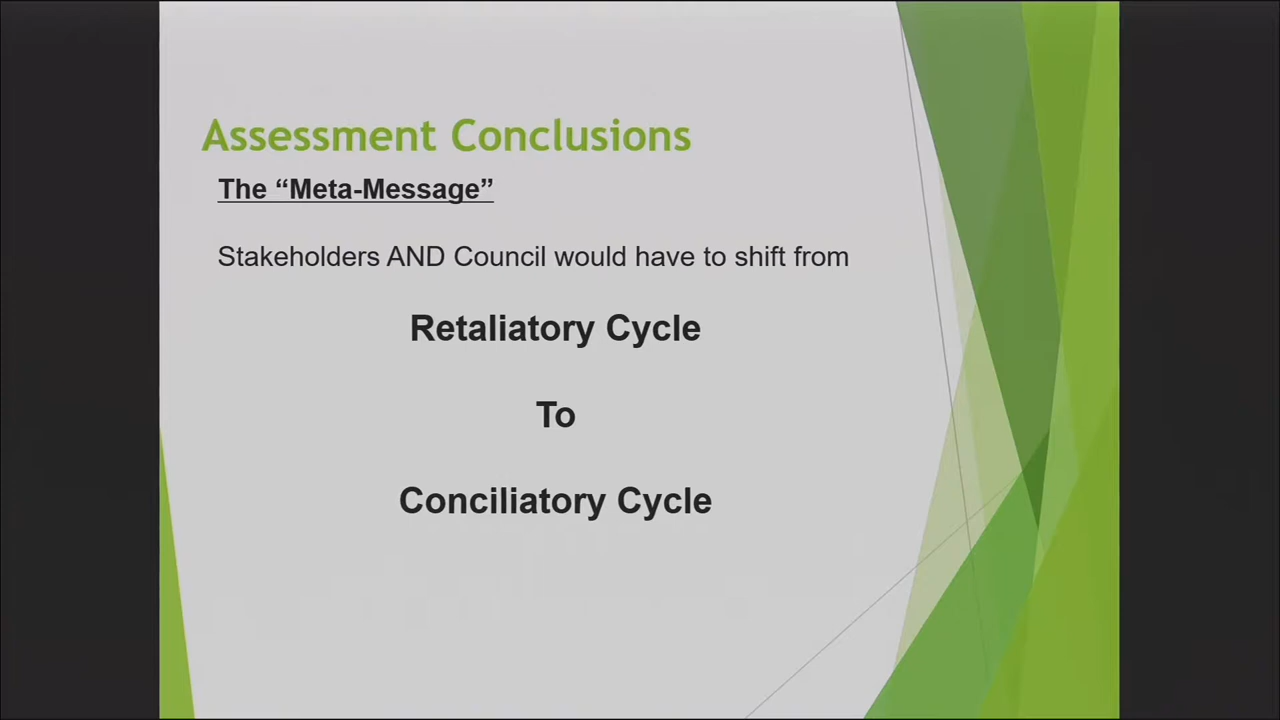 Assessment Conclusions
The “Meta-Message”
Stakeholders AND Council would have to shift from
Retaliatory Cycle
To
Conciliatory Cycle